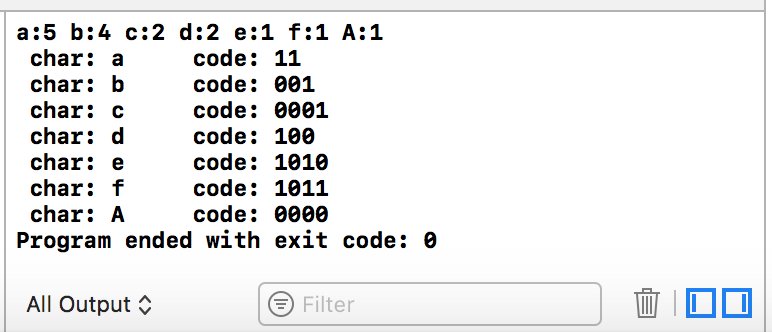 a:5 b:4 c:2 d:2 e:1 f:1 A:1
char: a code: 11
char: b code: 001
char: c code: 0001
char: d code: 100
char: e code: 1010
char: f code: 1011
char: A code: 0000
Program ended with exit code: 0
All Output Filter